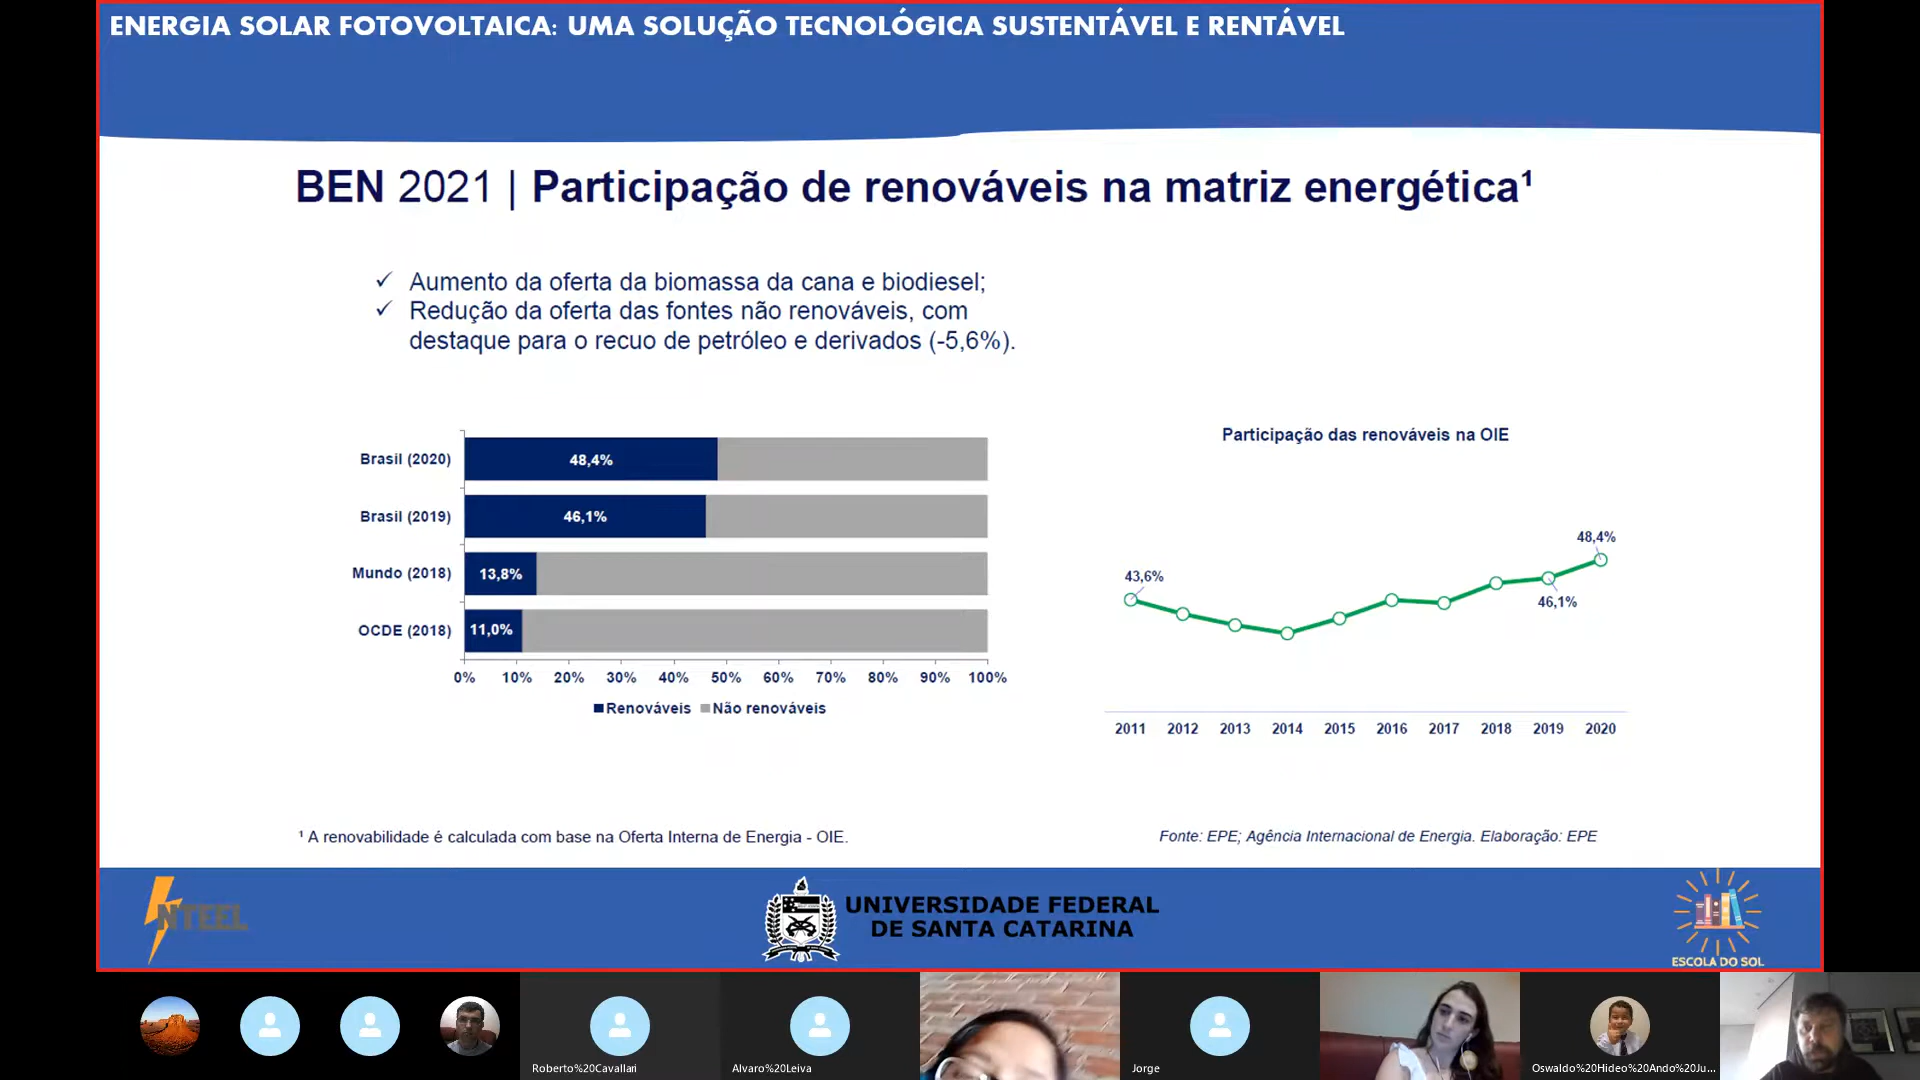 ENERGIA SOLAR FOTOVOLTAICA: UMA SOLUÇÃO TECNOLÓGICA SUSTENTÁVEL E RENTÁVEL
BEN 2021 | Participação de renováveis na matriz energética¹
✓ Aumento da oferta da biomassa da cana e biodiesel;
✓ Redução da oferta das fontes não renováveis, com
destaque para o recuo de petróleo e derivados (-5,6%).
Brasil (2020) 48,4%
Brasil (2019) 46,1%
Mundo (2018) 13,8%
OCDE (2018) 11,0%
0% 10% 20% 30% 40% 50% 60% 70% 80% 90% 100%
Renováveis Não renováveis
Participação das renováveis na OIE
48,4%
43,6%
46,1%
2011 2012 2013 2014 2015 2016 2017 2018 2019 2020
¹ A renovabilidade é calculada com base na Oferta Interna de Energia - OIE.
Fonte: EPE; Agência Internacional de Energia. Elaboração: EPE
NTEEL
UNIVERSIDADE FEDERAL
DE SANTA CATARINA
ESCOLA DO SOL
Roberto%20Cavallari
Alvaro%20Leiva
Jorge
Oswaldo%20Hideo%20Ando%20Ju...